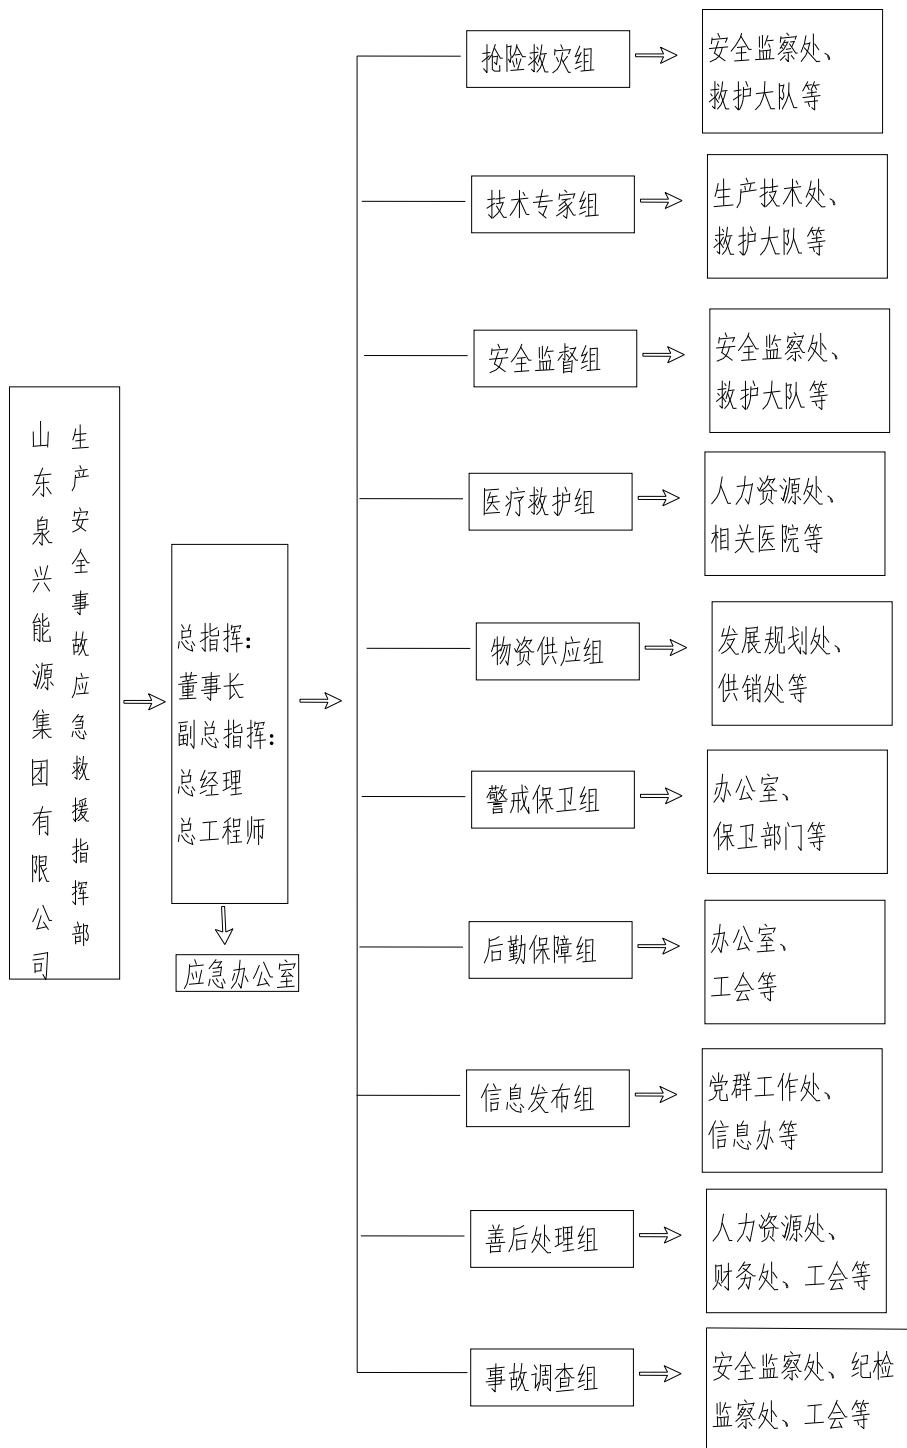 山东泉兴能源集团有限公司
生产安全事故应急救援指挥部
总指挥：
董事长
副总指挥：
总经理
总工程师
应急办公室
抢险救灾组
安全监察处、
救护大队等
技术专家组
生产技术处、
救护大队等
安全监督组
安全监察处、
救护大队等
医疗救护组
人力资源处、
相关医院等
物资供应组
发展规划处、
供销处等
警戒保卫组
办公室、
保卫部门等
后勤保障组
办公室、
工会等
信息发布组
党群工作处、
信息办等
善后处理组
人力资源处、
财务处、工会等
事故调查组
安全监察处、纪检
监察处、工会等